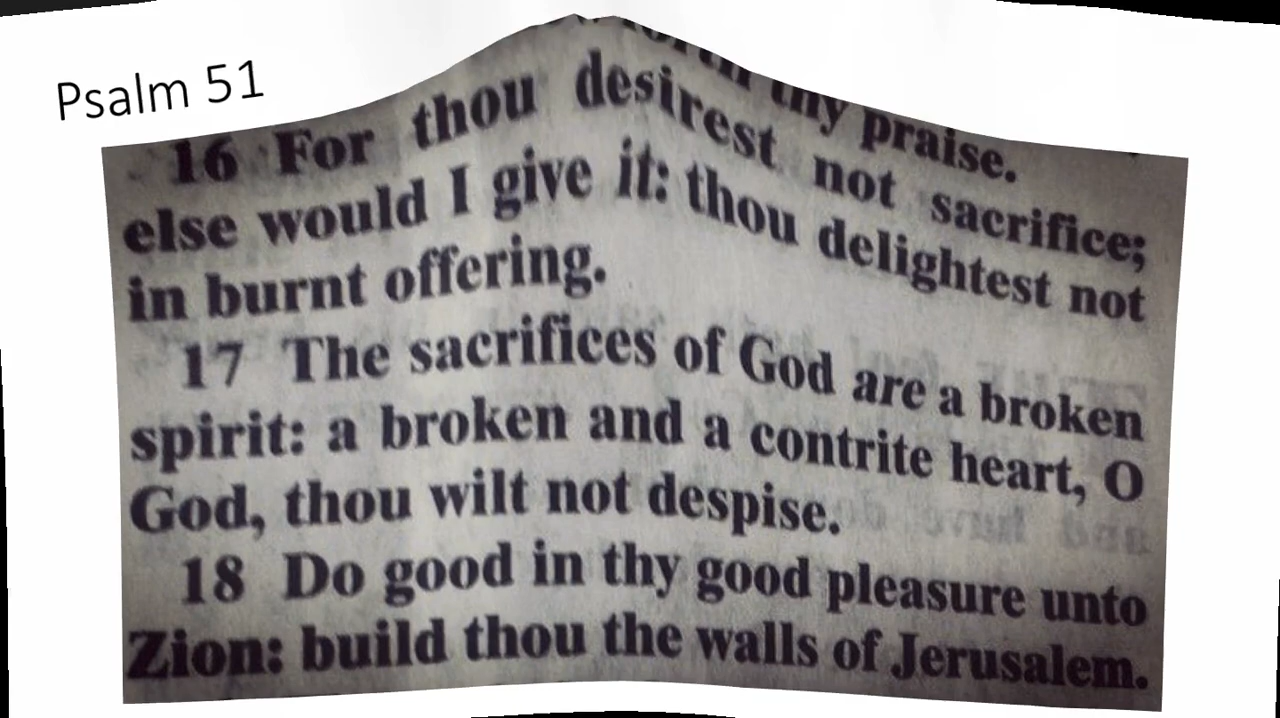 Psalm 51
forth thy praise.
16 For thou desirest not sacrifice;
else would I give it: thou delightest not
in burnt offering.
17 The sacrifices of God are a broken
spirit: a broken and a contrite heart, O
God, thou wilt not despise.
18 Do good in thy good pleasure unto
Zion: build thou the walls of Jerusalem.